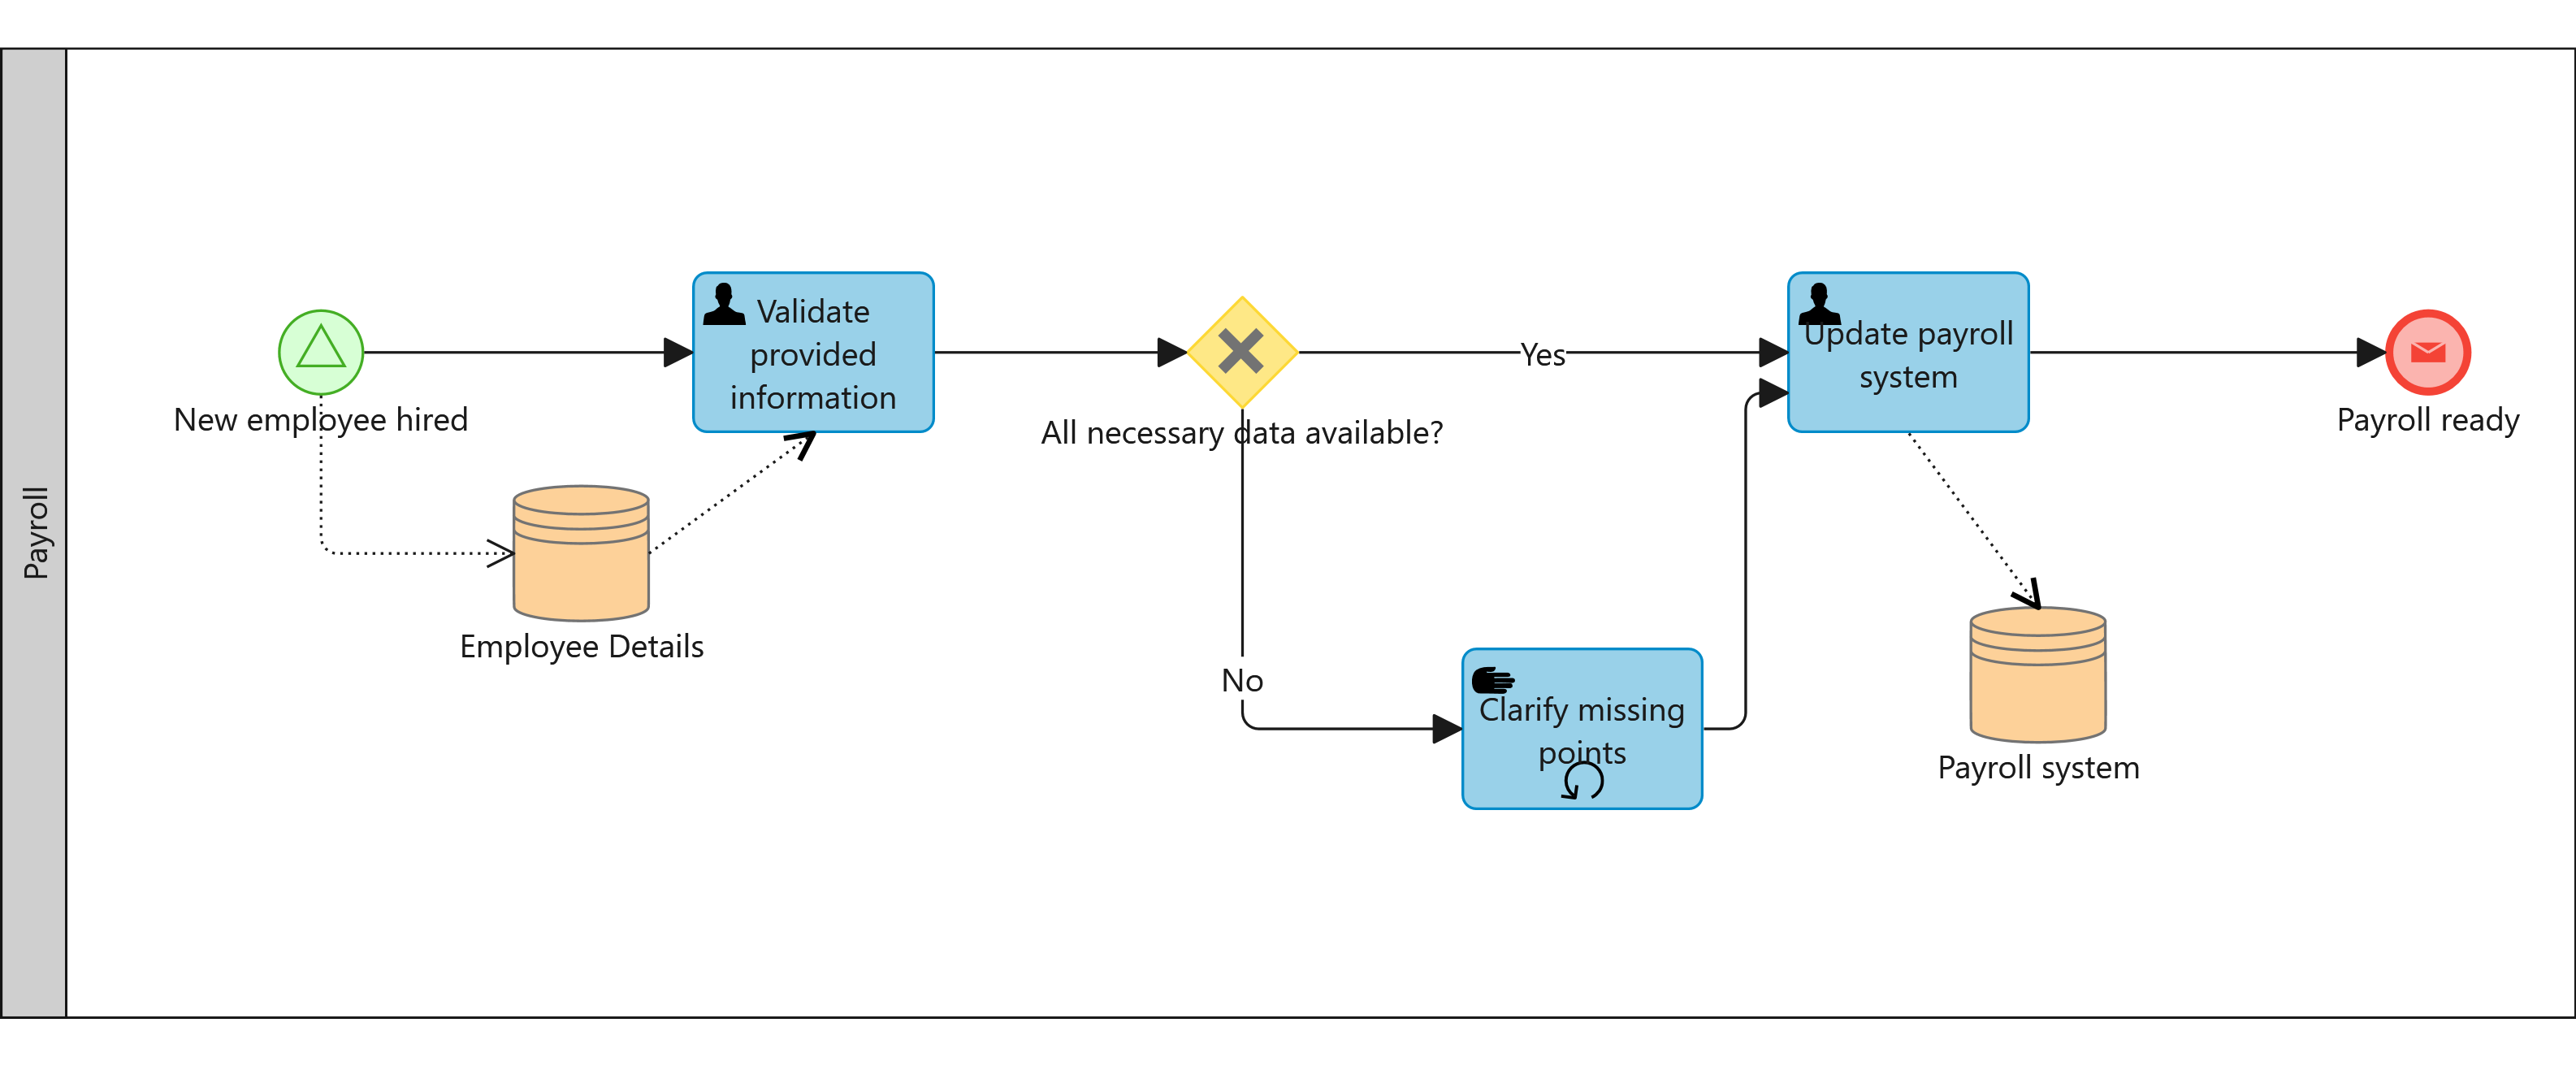 Payroll
New employee hired
Employee Details
Validate
provided
information
All necessary data available?
Yes
No
Clarify missing
points
Update payroll
system
Payroll system
Payroll ready